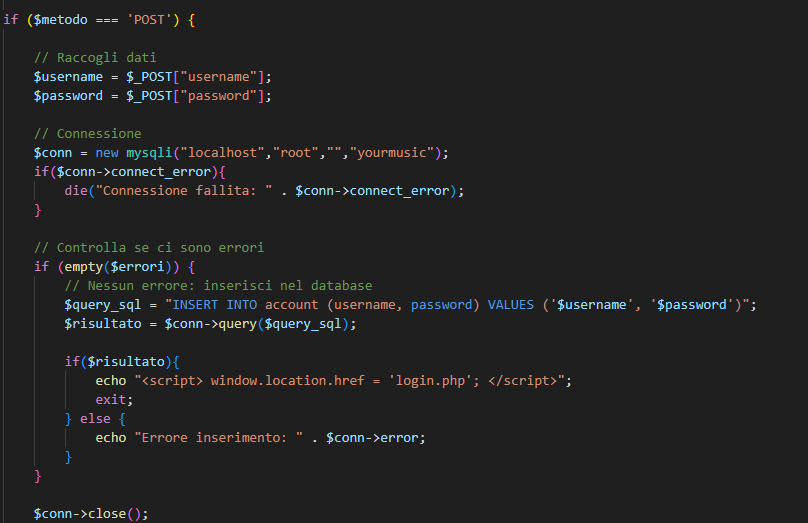 if ($metodo === 'POST') {
// Raccogli dati
$username = $_POST["username"];
$password = $_POST["password"];
// Connessione
$conn = new mysqli("localhost","root","","yourmusic");
if($conn->connect_error){
die("Connessione fallita: " . $conn->connect_error);
}
// Controlla se ci sono errori
if (empty($errori)) {
// Nessun errore: inserisci nel database
$query_sql = "INSERT INTO account (username, password) VALUES ('$username', '$password')";
$risultato = $conn->query($query_sql);
if($risultato){
echo "<script> window.location.href = 'login.php'; </script>";
exit;
} else {
echo "Errore inserimento: " . $conn->error;
}
}
$conn->close();